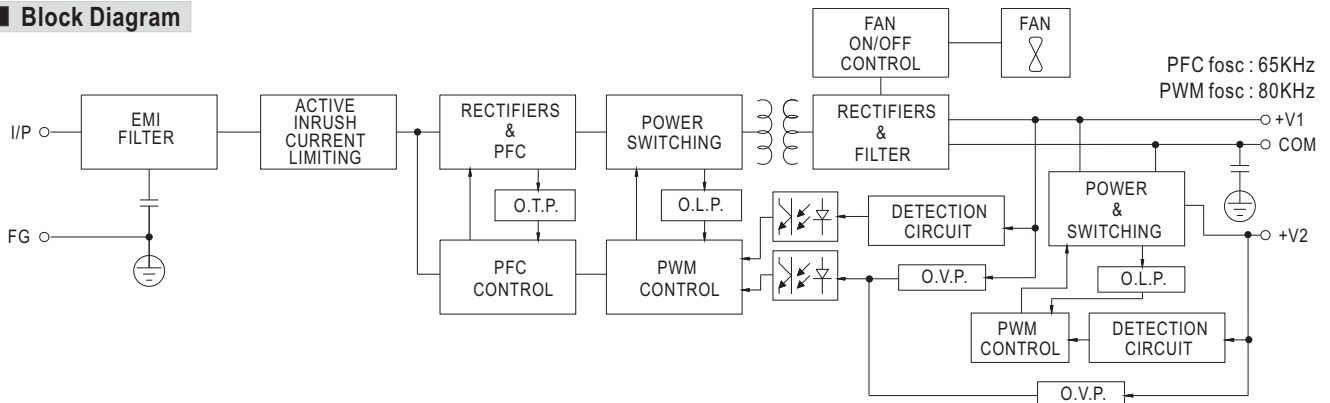 Block Diagram
FAN
ON/OFF
CONTROL
FAN
PFC fosc : 65KHz
PWM fosc : 80KHz
I/P
EMI
FILTER
ACTIVE
INRUSH
CURRENT
LIMITING
RECTIFIERS
&
PFC
POWER
SWITCHING
RECTIFIERS
&
FILTER
+V1
COM
O.T.P.
O.L.P.
DETECTION
CIRCUIT
POWER
&
SWITCHING
FG
+V2
PFC
CONTROL
PWM
CONTROL
O.V.P.
O.L.P.
PWM
CONTROL
DETECTION
CIRCUIT
O.V.P.